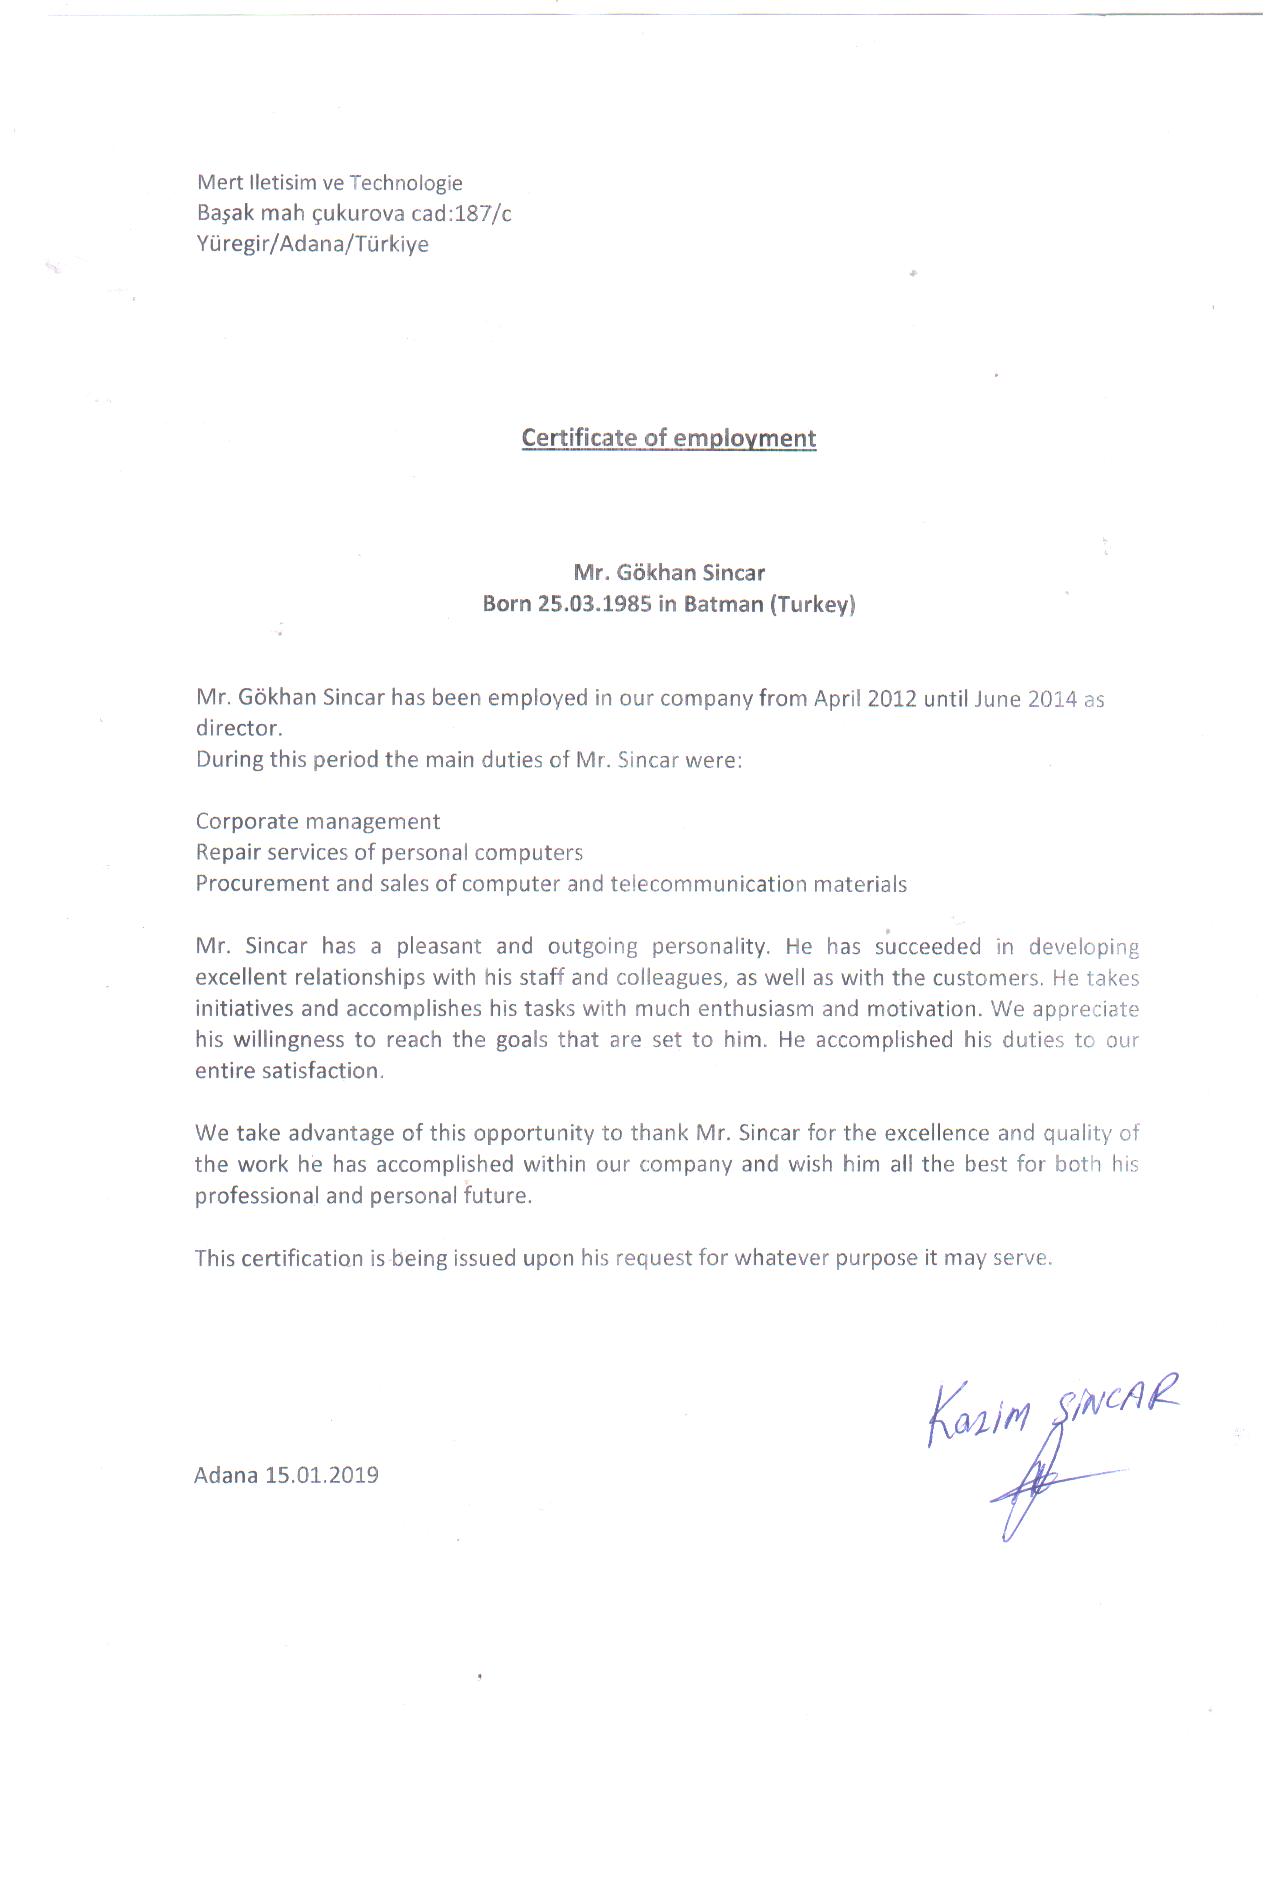 Mert Iletisim ve Technologie
Başak mah çukurova cad:187/c
Yüregir/Adana/Türkiye
Certificate of employment
Mr. Gökhan Sincar
Born 25.03.1985 in Batman (Turkey)
Mr. Gökhan Sincar has been employed in our company from April 2012 until June 2014 as
director.
During this period the main duties of Mr. Sincar were:
Corporate management
Repair services of personal computers
Procurement and sales of computer and telecommunication materials
Mr. Sincar has a pleasant and outgoing personality. He has succeeded in developing
excellent relationships with his staff and colleagues, as well as with the customers. He takes
initiatives and accomplishes his tasks with much enthusiasm and motivation. We appreciate
his willingness to reach the goals that are set to him. He accomplished his duties to our
entire satisfaction.
We take advantage of this opportunity to thank Mr. Sincar for the excellence and quality of
the work he has accomplished within our company and wish him all the best for both his
professional and personal future.
This certification is being issued upon his request for whatever purpose it may serve.
Kazim SİNCAR
Adana 15.01.2019